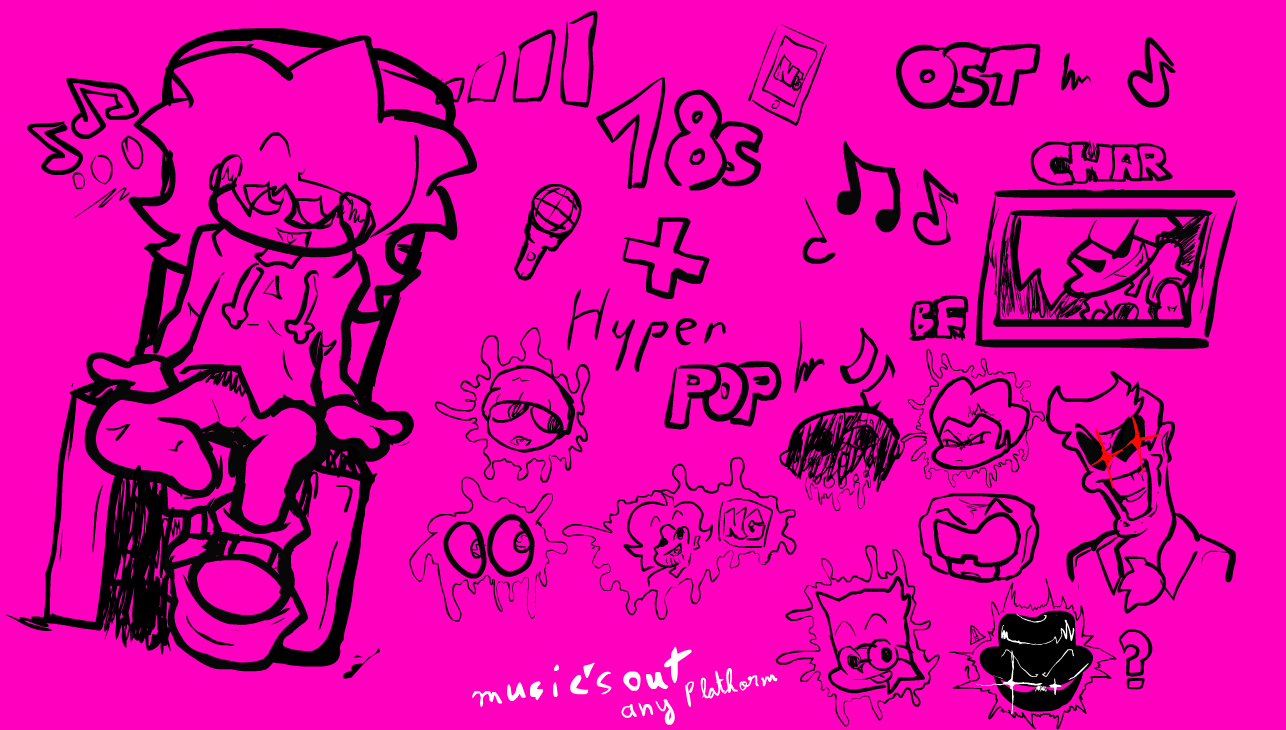 NG
18s
+
Hyper
POP
OST
CHAR
BF
NG
?
music's out
any plathorm